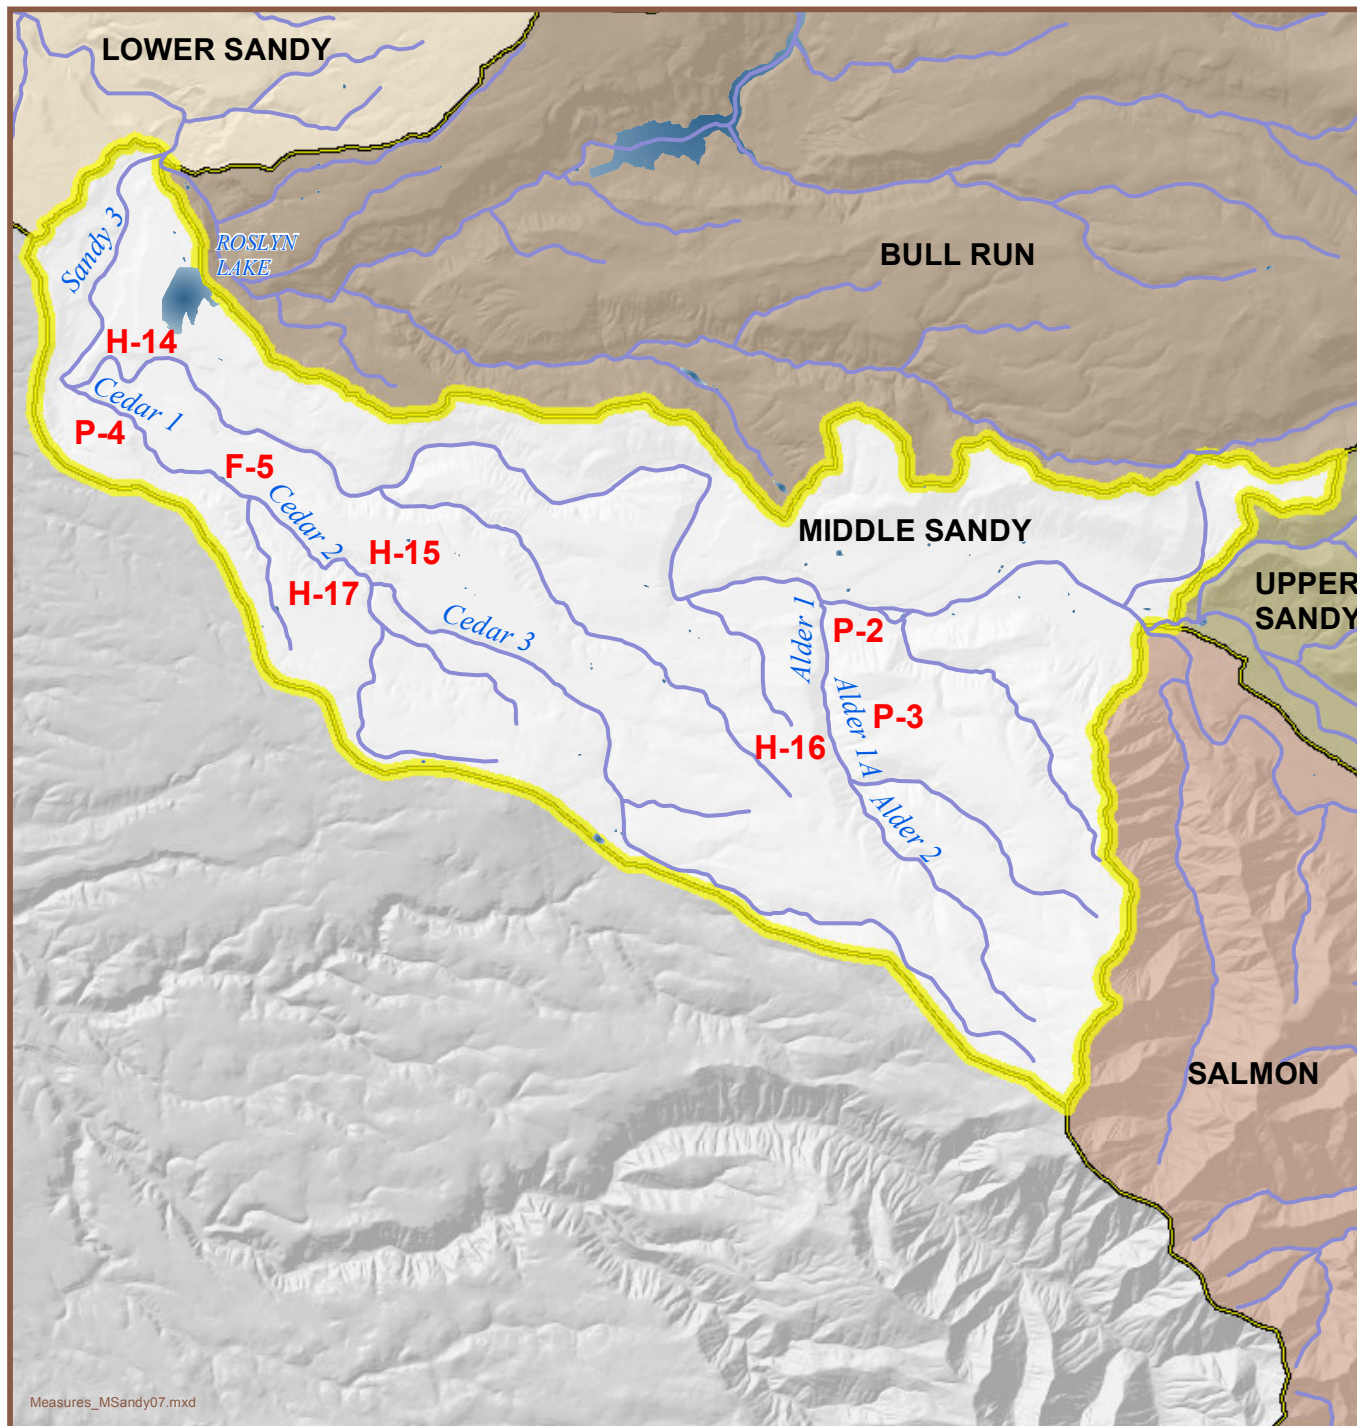 LOWER SANDY
Sandy 3
ROSLYN
LAKE
BULL RUN
H-14
Cedar 1
P-4
F-5
Cedar 2
H-15
H-17
Cedar 3
MIDDLE SANDY
UPPER
SANDY
Alder 1
P-2
Alder 1A
P-3
H-16
Alder 2
SALMON
Measures_MSandy07.mxd